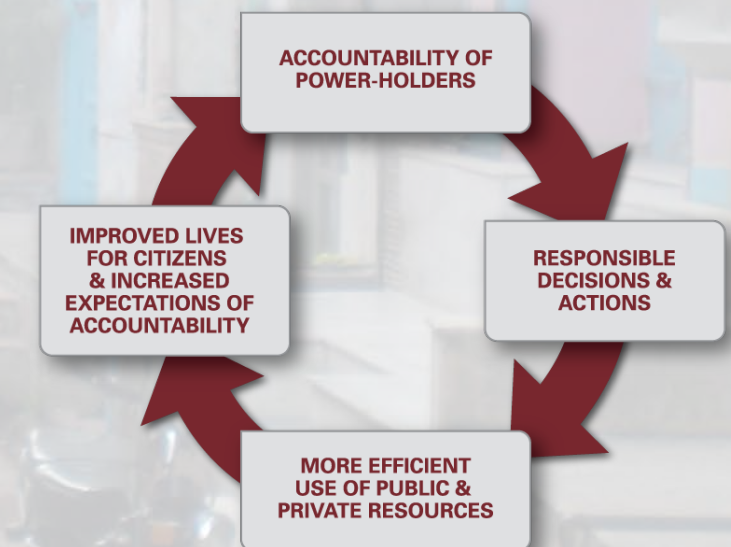 ACCOUNTABILITY OF
POWER-HOLDERS
RESPONSIBLE
DECISIONS &
ACTIONS
MORE EFFICIENT
USE OF PUBLIC &
PRIVATE RESOURCES
IMPROVED LIVES
FOR CITIZENS
& INCREASED
EXPECTATIONS OF
ACCOUNTABILITY